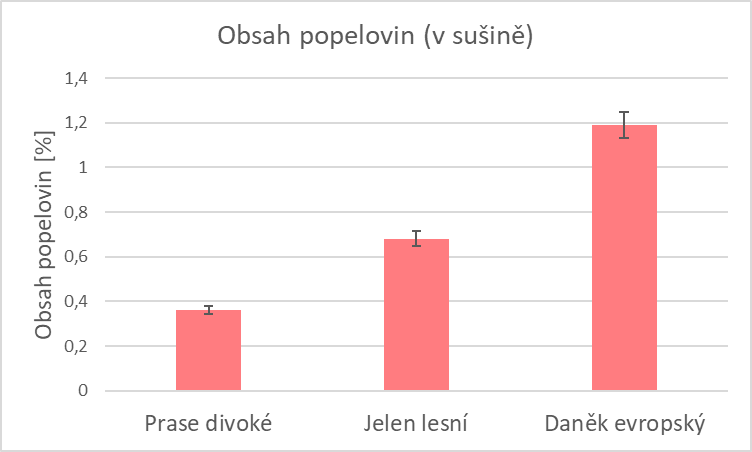 Obsah popelovin (v sušině)
Obsah popelovin [%]
1,4
1,2
1
0,8
0,6
0,4
0,2
0
Prase divoké
Jelen lesní
Daněk evropský